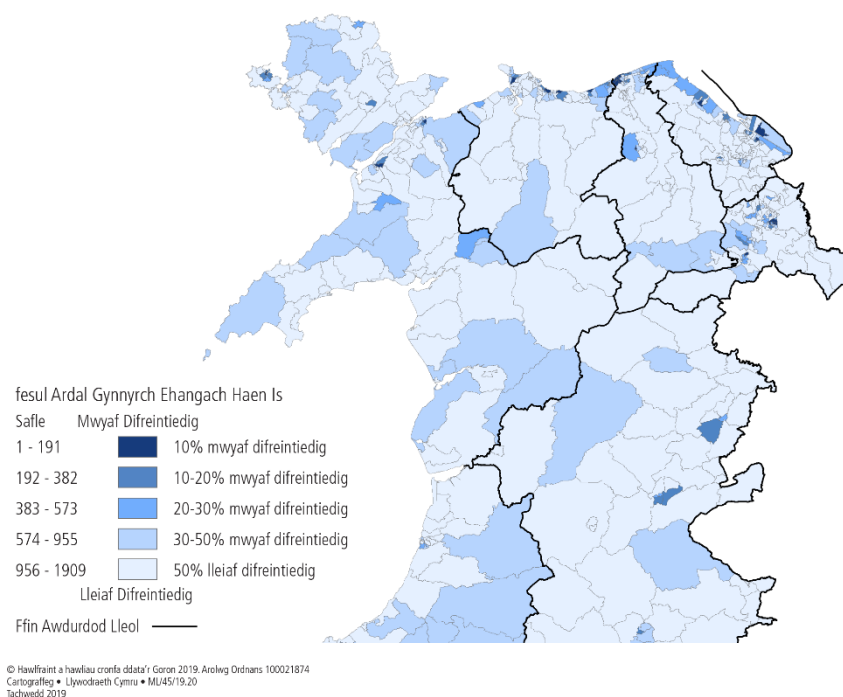 fesul Ardal Gynnyrch Ehangach Haen Is
Safle Mwyaf Difreintiedig
1 - 191 10% mwyaf difreintiedig
192 - 382 10-20% mwyaf difreintiedig
383 - 573 20-30% mwyaf difreintiedig
574 - 955 30-50% mwyaf difreintiedig
956 - 1909 50% lleiaf difreintiedig
Lleiaf Difreintiedig
Ffin Awdurdod Lleol
© Hawlfraint a hawliau cronfa ddata'r Goron 2019. Arolwg Ordnans 100021874
Cartograffeg • Llywodraeth Cymru • ML/45/19.20
Tachwedd 2019